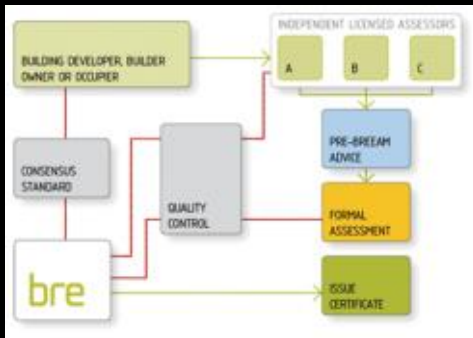 INDEPENDENT LICENSED ASSESSORS
BUILDING DEVELOPER, BUILDER
OWNER OR OCCUPIER
A B C
PRE-BREEAM
ADVICE
CONSENSUS
STANDARD
QUALITY
CONTROL
FORMAL
ASSESSMENT
bre
ISSUE
CERTIFICATE